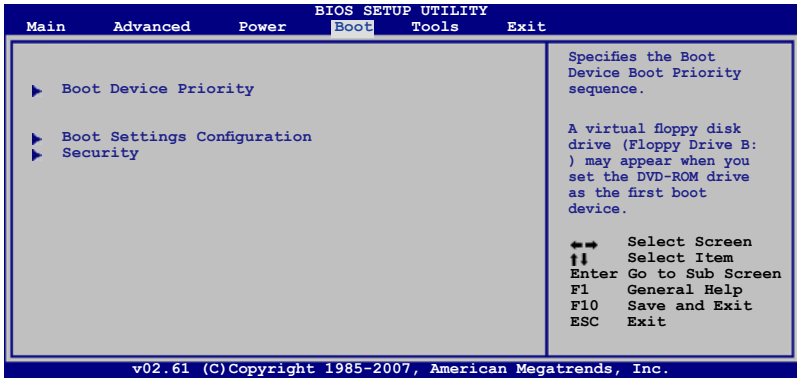 BIOS SETUP UTILITY
Main Advanced Power Boot Tools Exit
Boot Device Priority
Boot Settings Configuration
Security
Specifies the Boot
Device Boot Priority
sequence.
A virtual floppy disk
drive (Floppy Drive B:
) may appear when you
set the DVD-ROM drive
as the first boot
device.
Select Screen
Select Item
Enter Go to Sub Screen
F1 General Help
F10 Save and Exit
ESC Exit
v02.61 (C)Copyright 1985-2007, American Megatrends, Inc.